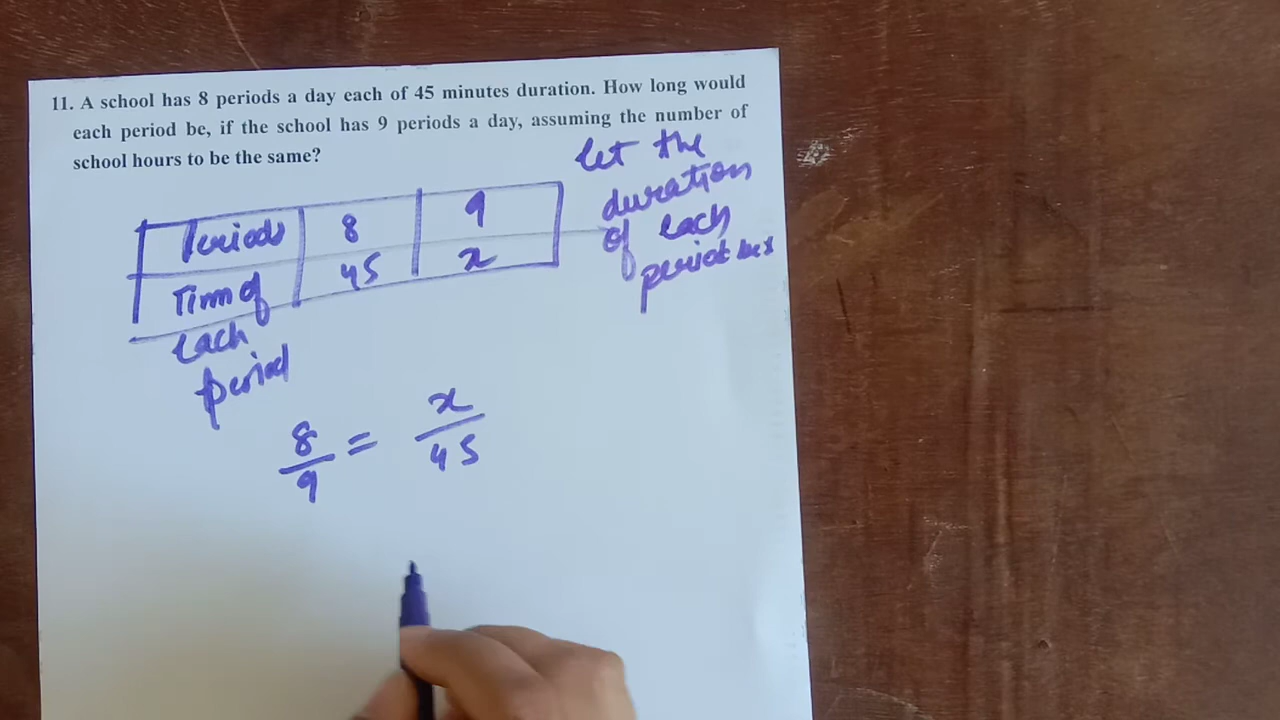 11. A school has 8 periods a day each of 45 minutes duration. How long would
each period be, if the school has 9 periods a day, assuming the number of
school hours to be the same?
let the
duration
of each
period be x
Periods 8 9
Time of 45 x
each
period
8/9 = x/45